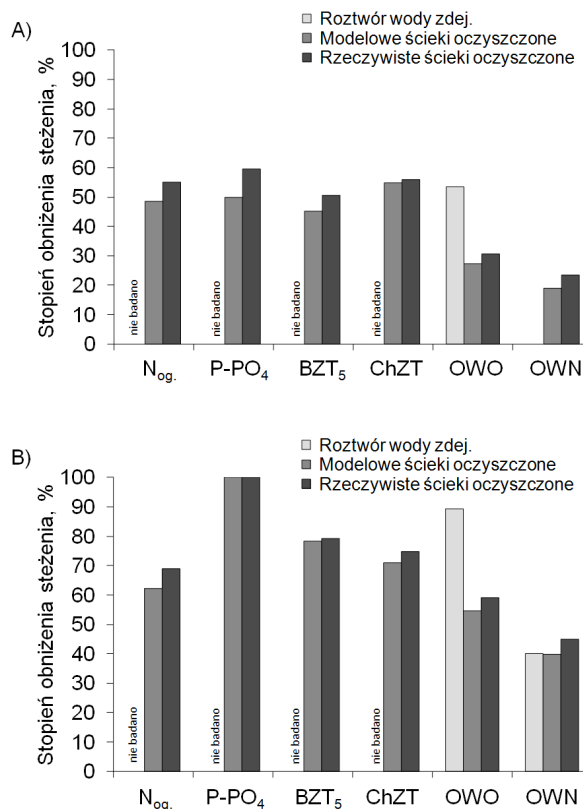 A)
Roztwór wody zdej.
Modelowe ścieki oczyszczone
Rzeczywiste ścieki oczyszczone
Stopień obniżenia stężenia, %
100
90
80
70
60
50
40
30
20
10
0
nie badano
nie badano
nie badano
nie badano
Nog.
P-PO4
BZT5
ChZT
OWO
OWN
B)
Roztwór wody zdej.
Modelowe ścieki oczyszczone
Rzeczywiste ścieki oczyszczone
Stopień obniżenia stężenia, %
100
90
80
70
60
50
40
30
20
10
0
nie badano
nie badano
nie badano
nie badano
Nog.
P-PO4
BZT5
ChZT
OWO
OWN